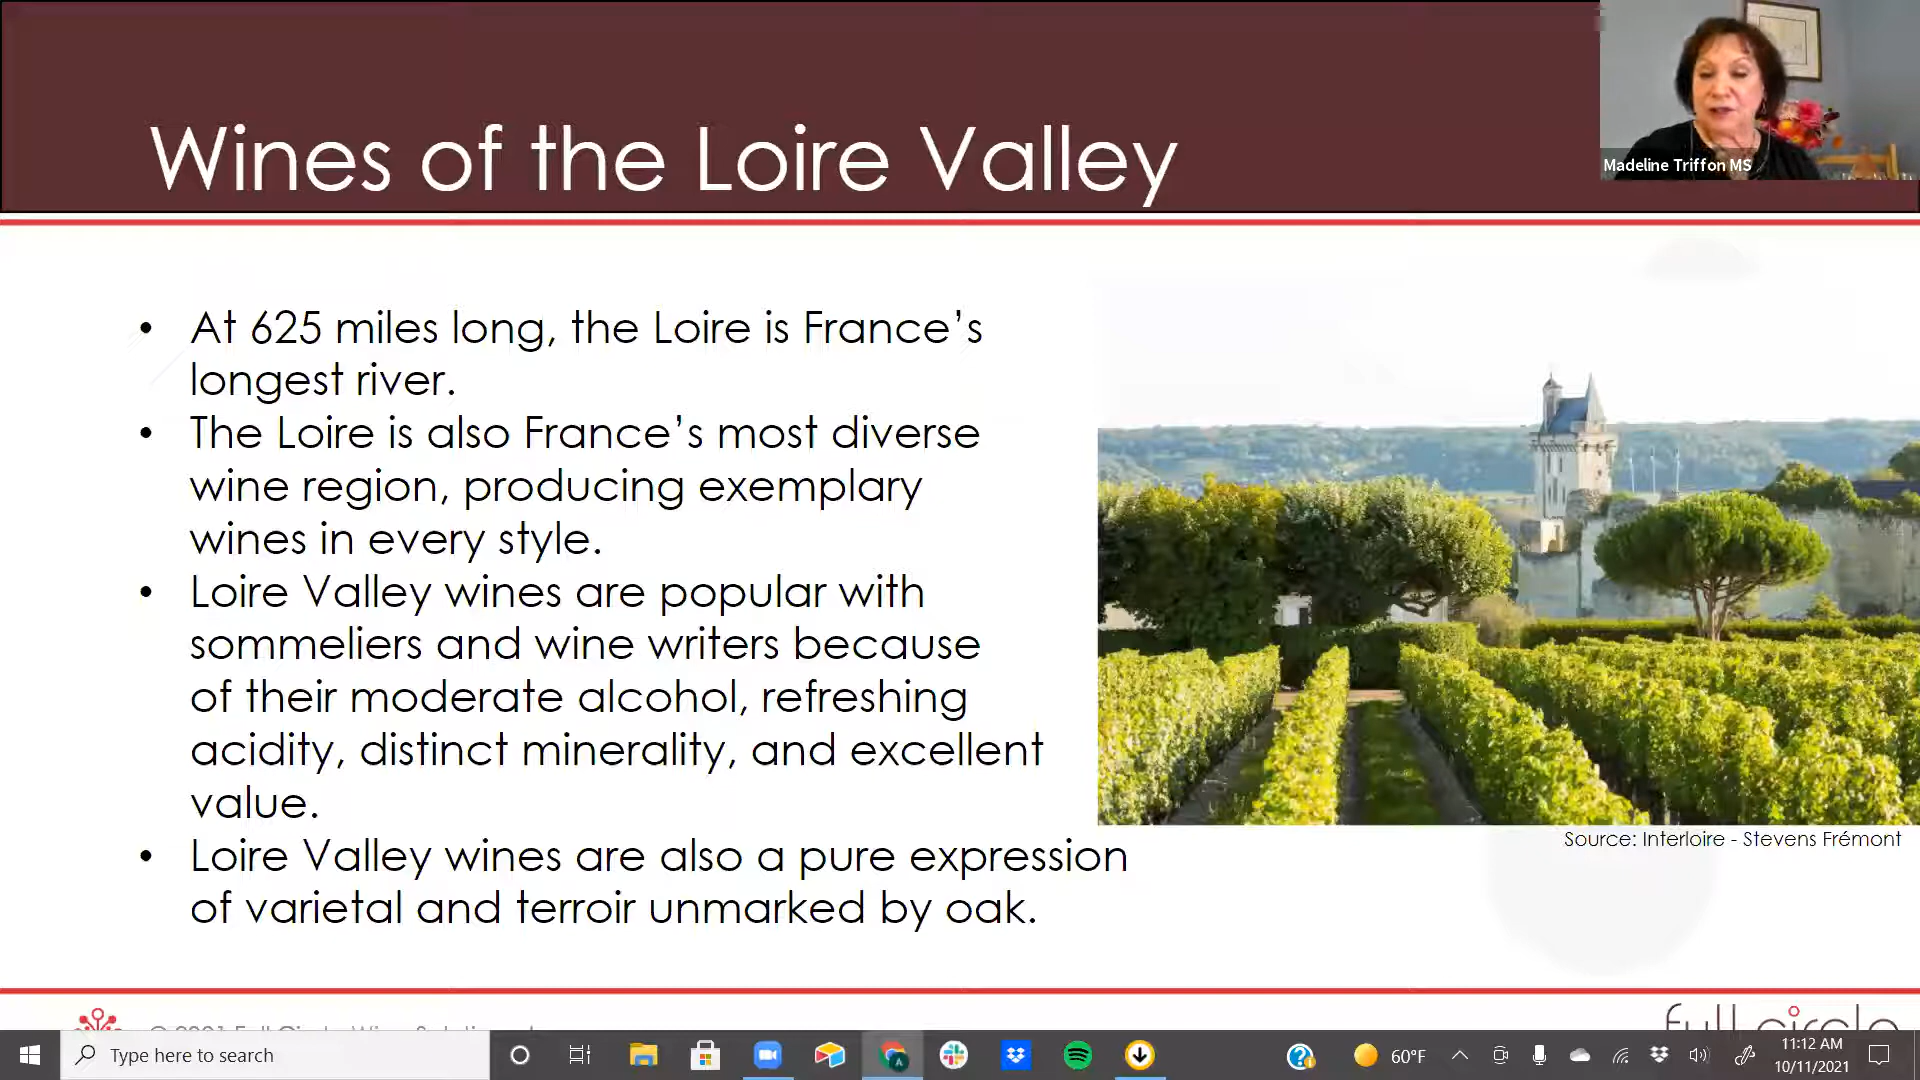 Wines of the Loire Valley
Madeline Triffon MS
• At 625 miles long, the Loire is France’s
longest river.
• The Loire is also France’s most diverse
wine region, producing exemplary
wines in every style.
• Loire Valley wines are popular with
sommeliers and wine writers because
of their moderate alcohol, refreshing
acidity, distinct minerality, and excellent
value.
• Loire Valley wines are also a pure expression
of varietal and terroir unmarked by oak.
Source: Interloire - Stevens Frémont
full circle
Type here to search
60°F
11:12 AM
10/11/2021